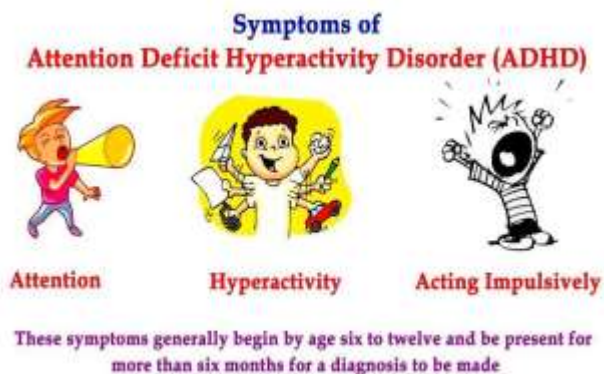 Symptoms of
Attention Deficit Hyperactivity Disorder (ADHD)
Attention
Hyperactivity
Acting Impulsively
These symptoms generally begin by age six to twelve and be present for
more than six months for a diagnosis to be made